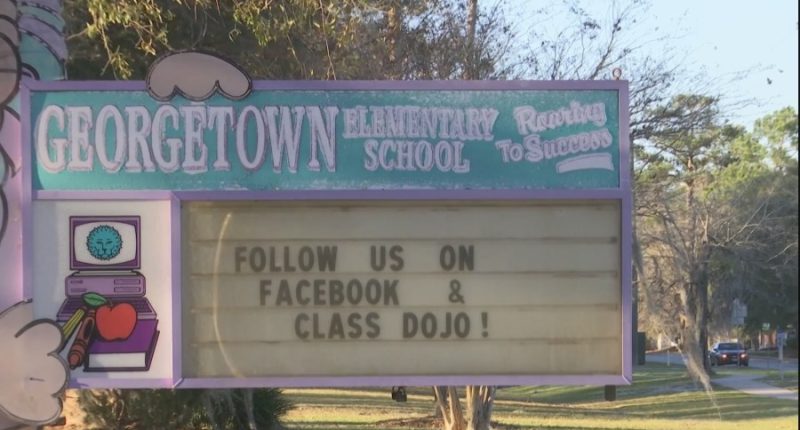 GEORGETOWN ELEMENTARY SCHOOL
Roaring To Success
FOLLOW US ON
FACEBOOK &
CLASS DOJO!